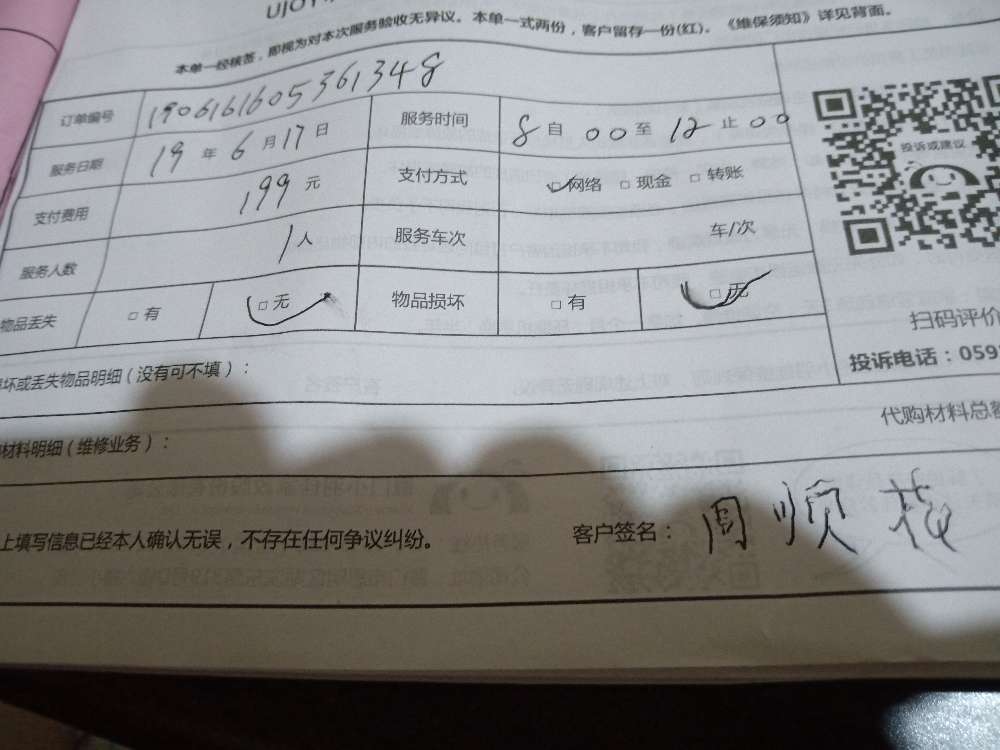 本单一经核签，即视为对本次服务验收无异议。本单一式两份，客户留存一份(红)。《维保须知》详见背面。
订单编号 1906161605361348 服务时间 8 自 00 至 12 止 00
服务日期 19 年 6 月 17 日
支付费用 199 元 支付方式 □网络 □现金 □转账
服务人数 1 人 服务车次 车/次
物品丢失 □有 □无 物品损坏 □有 □无
投诉或建议
扫码评价
投诉电话：059
坏或丢失物品明细（没有可不填）：
代购材料总
材料明细（维修业务）：
上填写信息已经本人确认无误，不存在任何争议纠纷。 客户签名：周顺